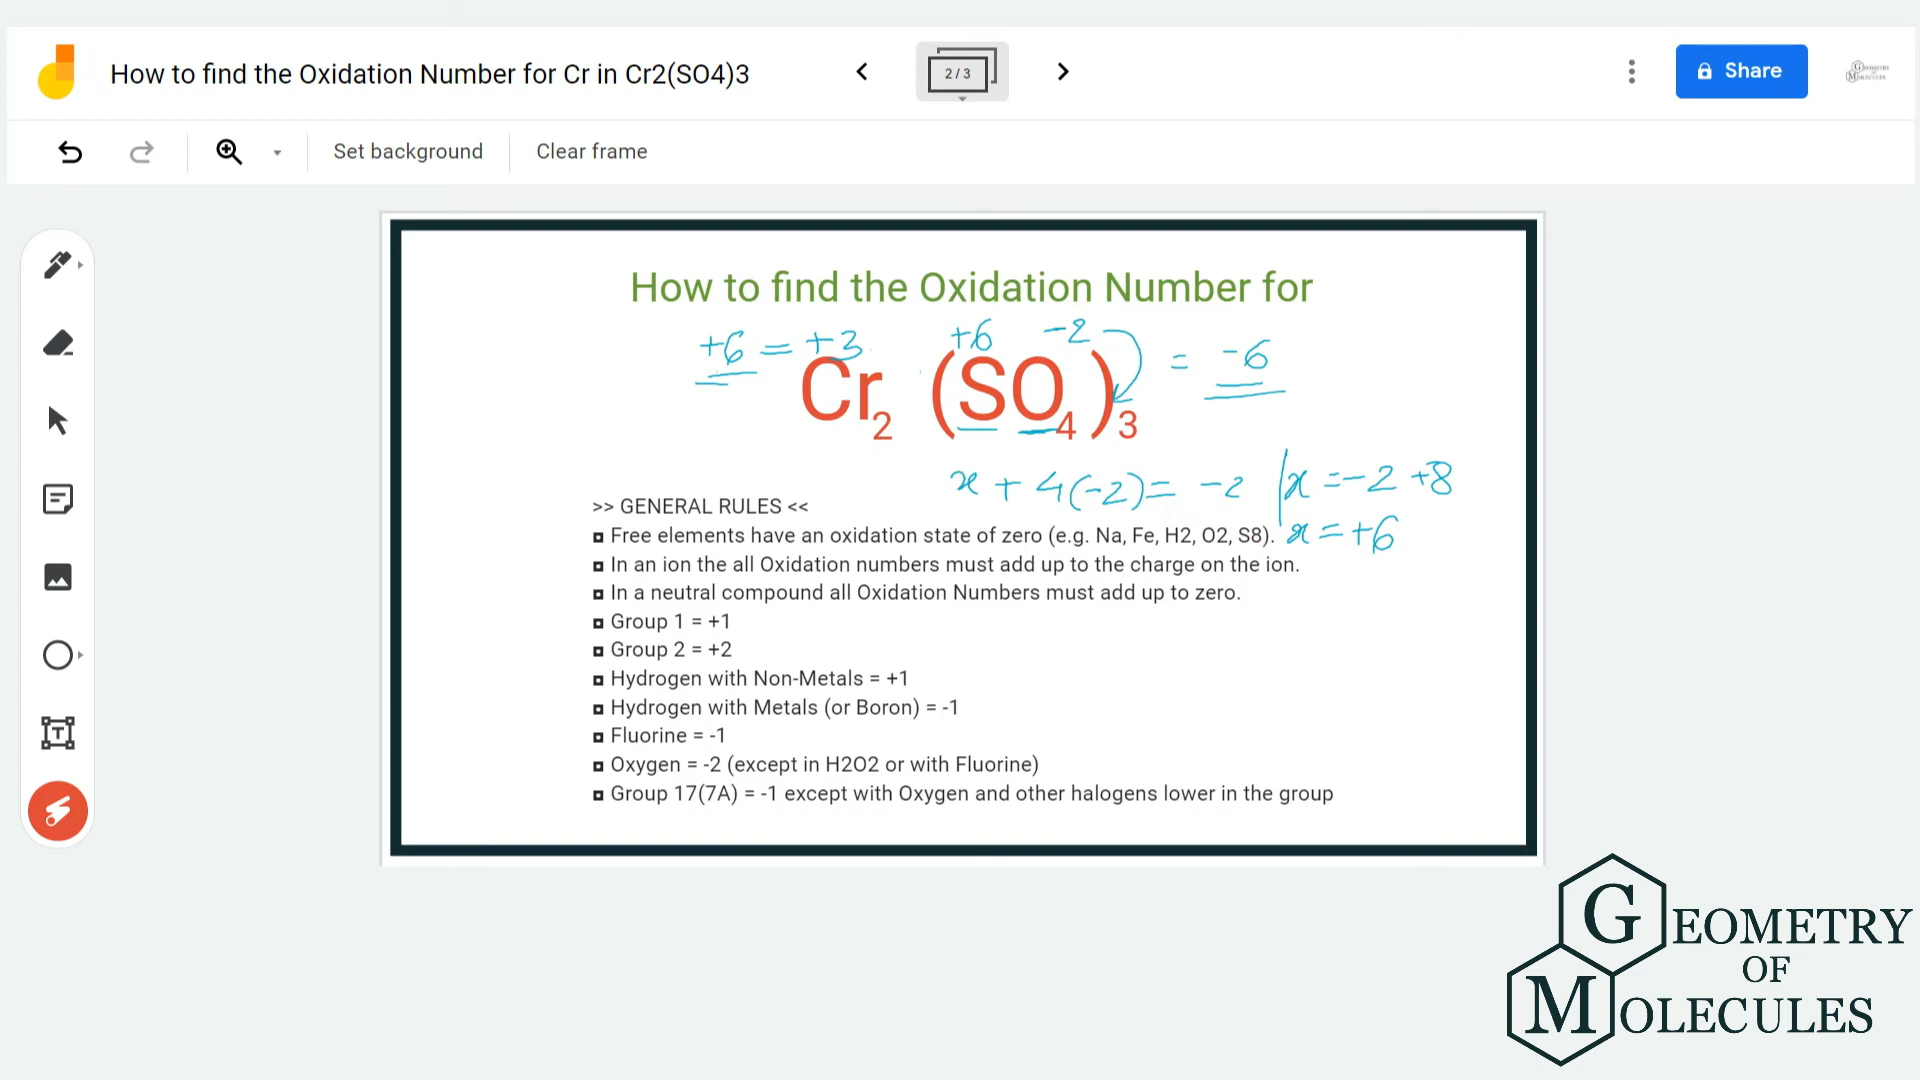 How to find the Oxidation Number for Cr in Cr2(SO4)3
2 / 3
Share
GEOMETRY OF MOLECULES
Set background
Clear frame
How to find the Oxidation Number for
+6 = +3 +6 -2 = -6
Cr2 (SO4)3
x + 4(-2) = -2 | x = -2 +8
x = +6
>> GENERAL RULES <<
Free elements have an oxidation state of zero (e.g. Na, Fe, H2, O2, S8).
In an ion the all Oxidation numbers must add up to the charge on the ion.
In a neutral compound all Oxidation Numbers must add up to zero.
Group 1 = +1
Group 2 = +2
Hydrogen with Non-Metals = +1
Hydrogen with Metals (or Boron) = -1
Fluorine = -1
Oxygen = -2 (except in H2O2 or with Fluorine)
Group 17(7A) = -1 except with Oxygen and other halogens lower in the group
GEOMETRY
OF
MOLECULES